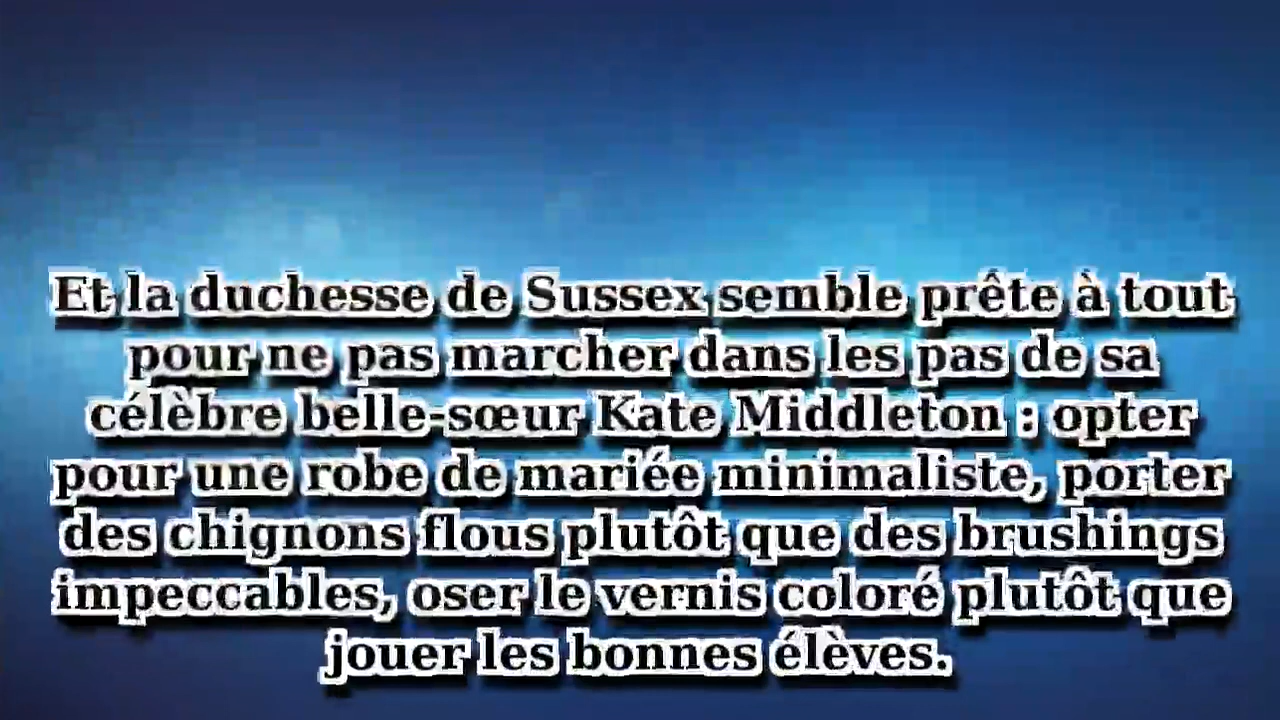 Et la duchesse de Sussex semble prête à tout
pour ne pas marcher dans les pas de sa
célèbre belle-sœur Kate Middleton : opter
pour une robe de mariée minimaliste, porter
des chignons flous plutôt que des brushings
impeccables, oser le vernis coloré plutôt que
jouer les bonnes élèves.